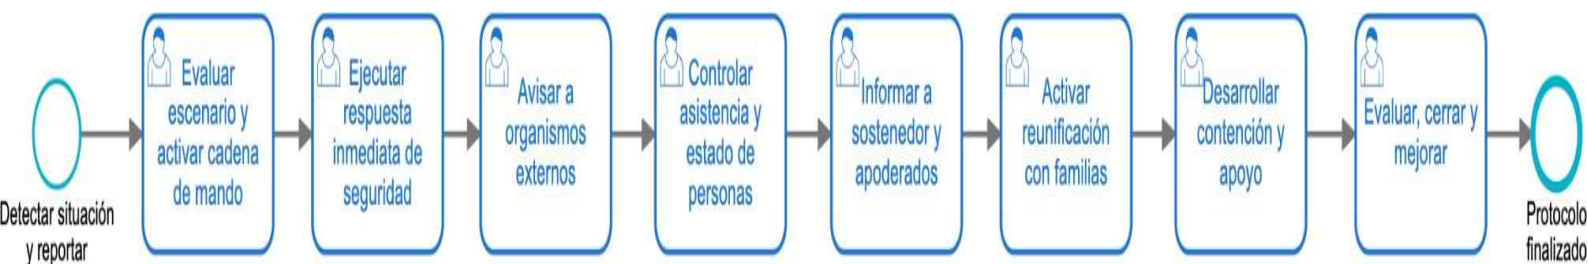 Detectar situación
y reportar
Evaluar
escenario y
activar cadena
de mando
Ejecutar
respuesta
inmediata de
seguridad
Avisar a
organismos
externos
Controlar
asistencia y
estado de
personas
Informar a
sostenedor y
apoderados
Activar
reunificación
con familias
Desarrollar
contención y
apoyo
Evaluar, cerrar y
mejorar
Protocolo
finalizado